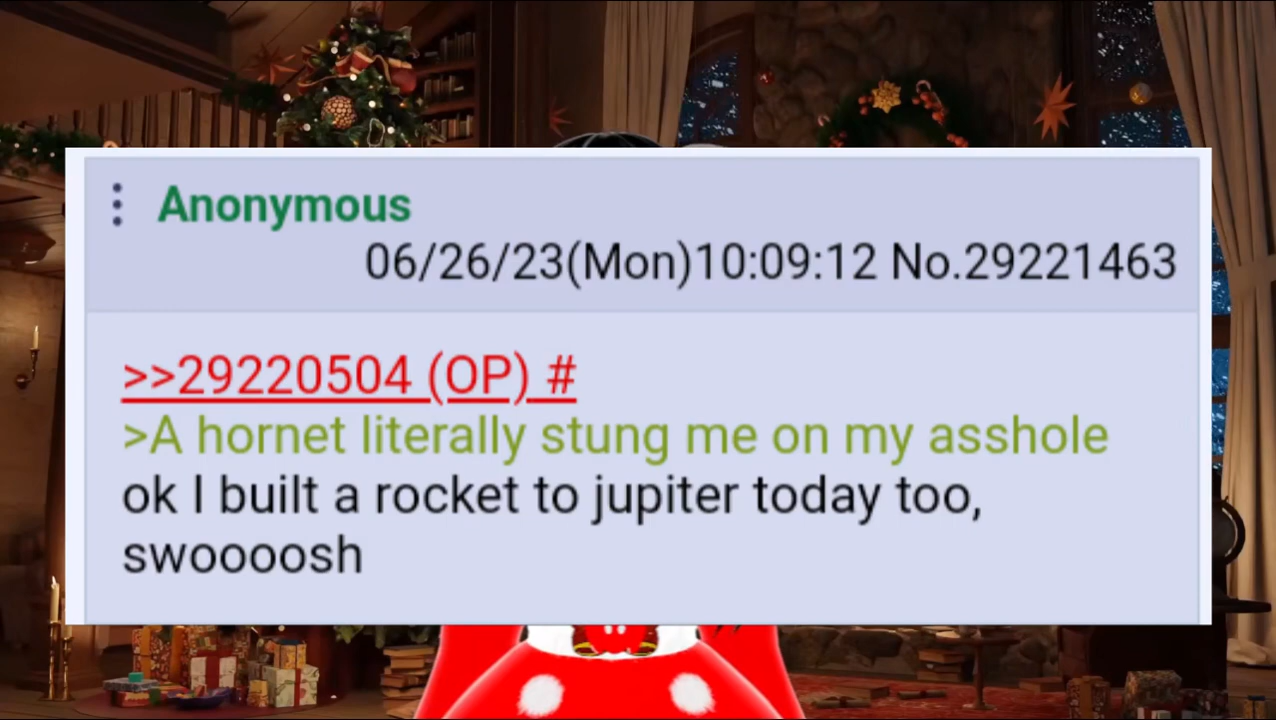 Anonymous
06/26/23(Mon)10:09:12 No.29221463
>>29220504 (OP) #
>A hornet literally stung me on my asshole
ok I built a rocket to jupiter today too,
swoooosh